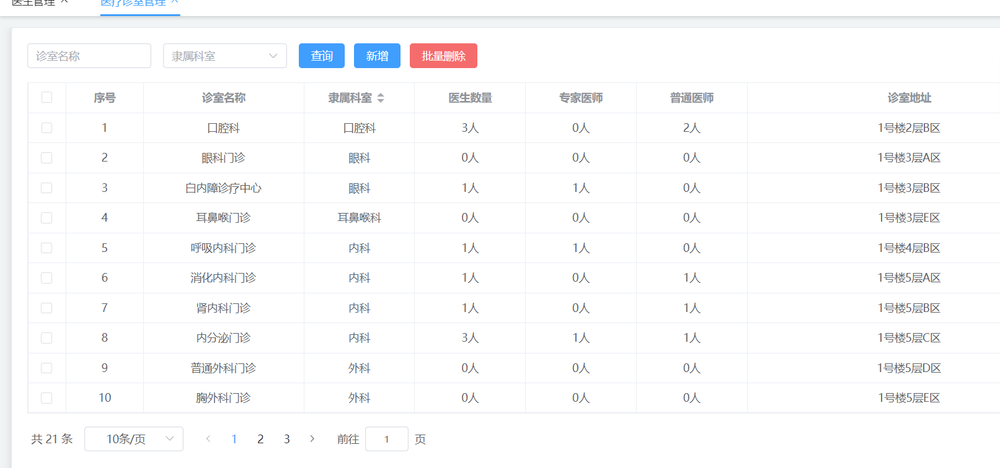 医生管理 医疗诊室管理
诊室名称 隶属科室 查询 新增 批量删除
序号 诊室名称 隶属科室 医生数量 专家医师 普通医师 诊室地址
1 口腔科 口腔科 3人 0人 2人 1号楼2层B区
2 眼科门诊 眼科 0人 0人 0人 1号楼3层A区
3 白内障诊疗中心 眼科 1人 1人 0人 1号楼3层B区
4 耳鼻喉门诊 耳鼻喉科 0人 0人 0人 1号楼3层E区
5 呼吸内科门诊 内科 1人 1人 0人 1号楼4层B区
6 消化内科门诊 内科 1人 0人 1人 1号楼5层A区
7 肾内科门诊 内科 1人 0人 1人 1号楼5层B区
8 内分泌门诊 内科 3人 1人 1人 1号楼5层C区
9 普通外科门诊 外科 0人 0人 0人 1号楼5层D区
10 胸外科门诊 外科 0人 0人 0人 1号楼5层E区
共 21 条 10条/页 1 2 3 前往 1 页